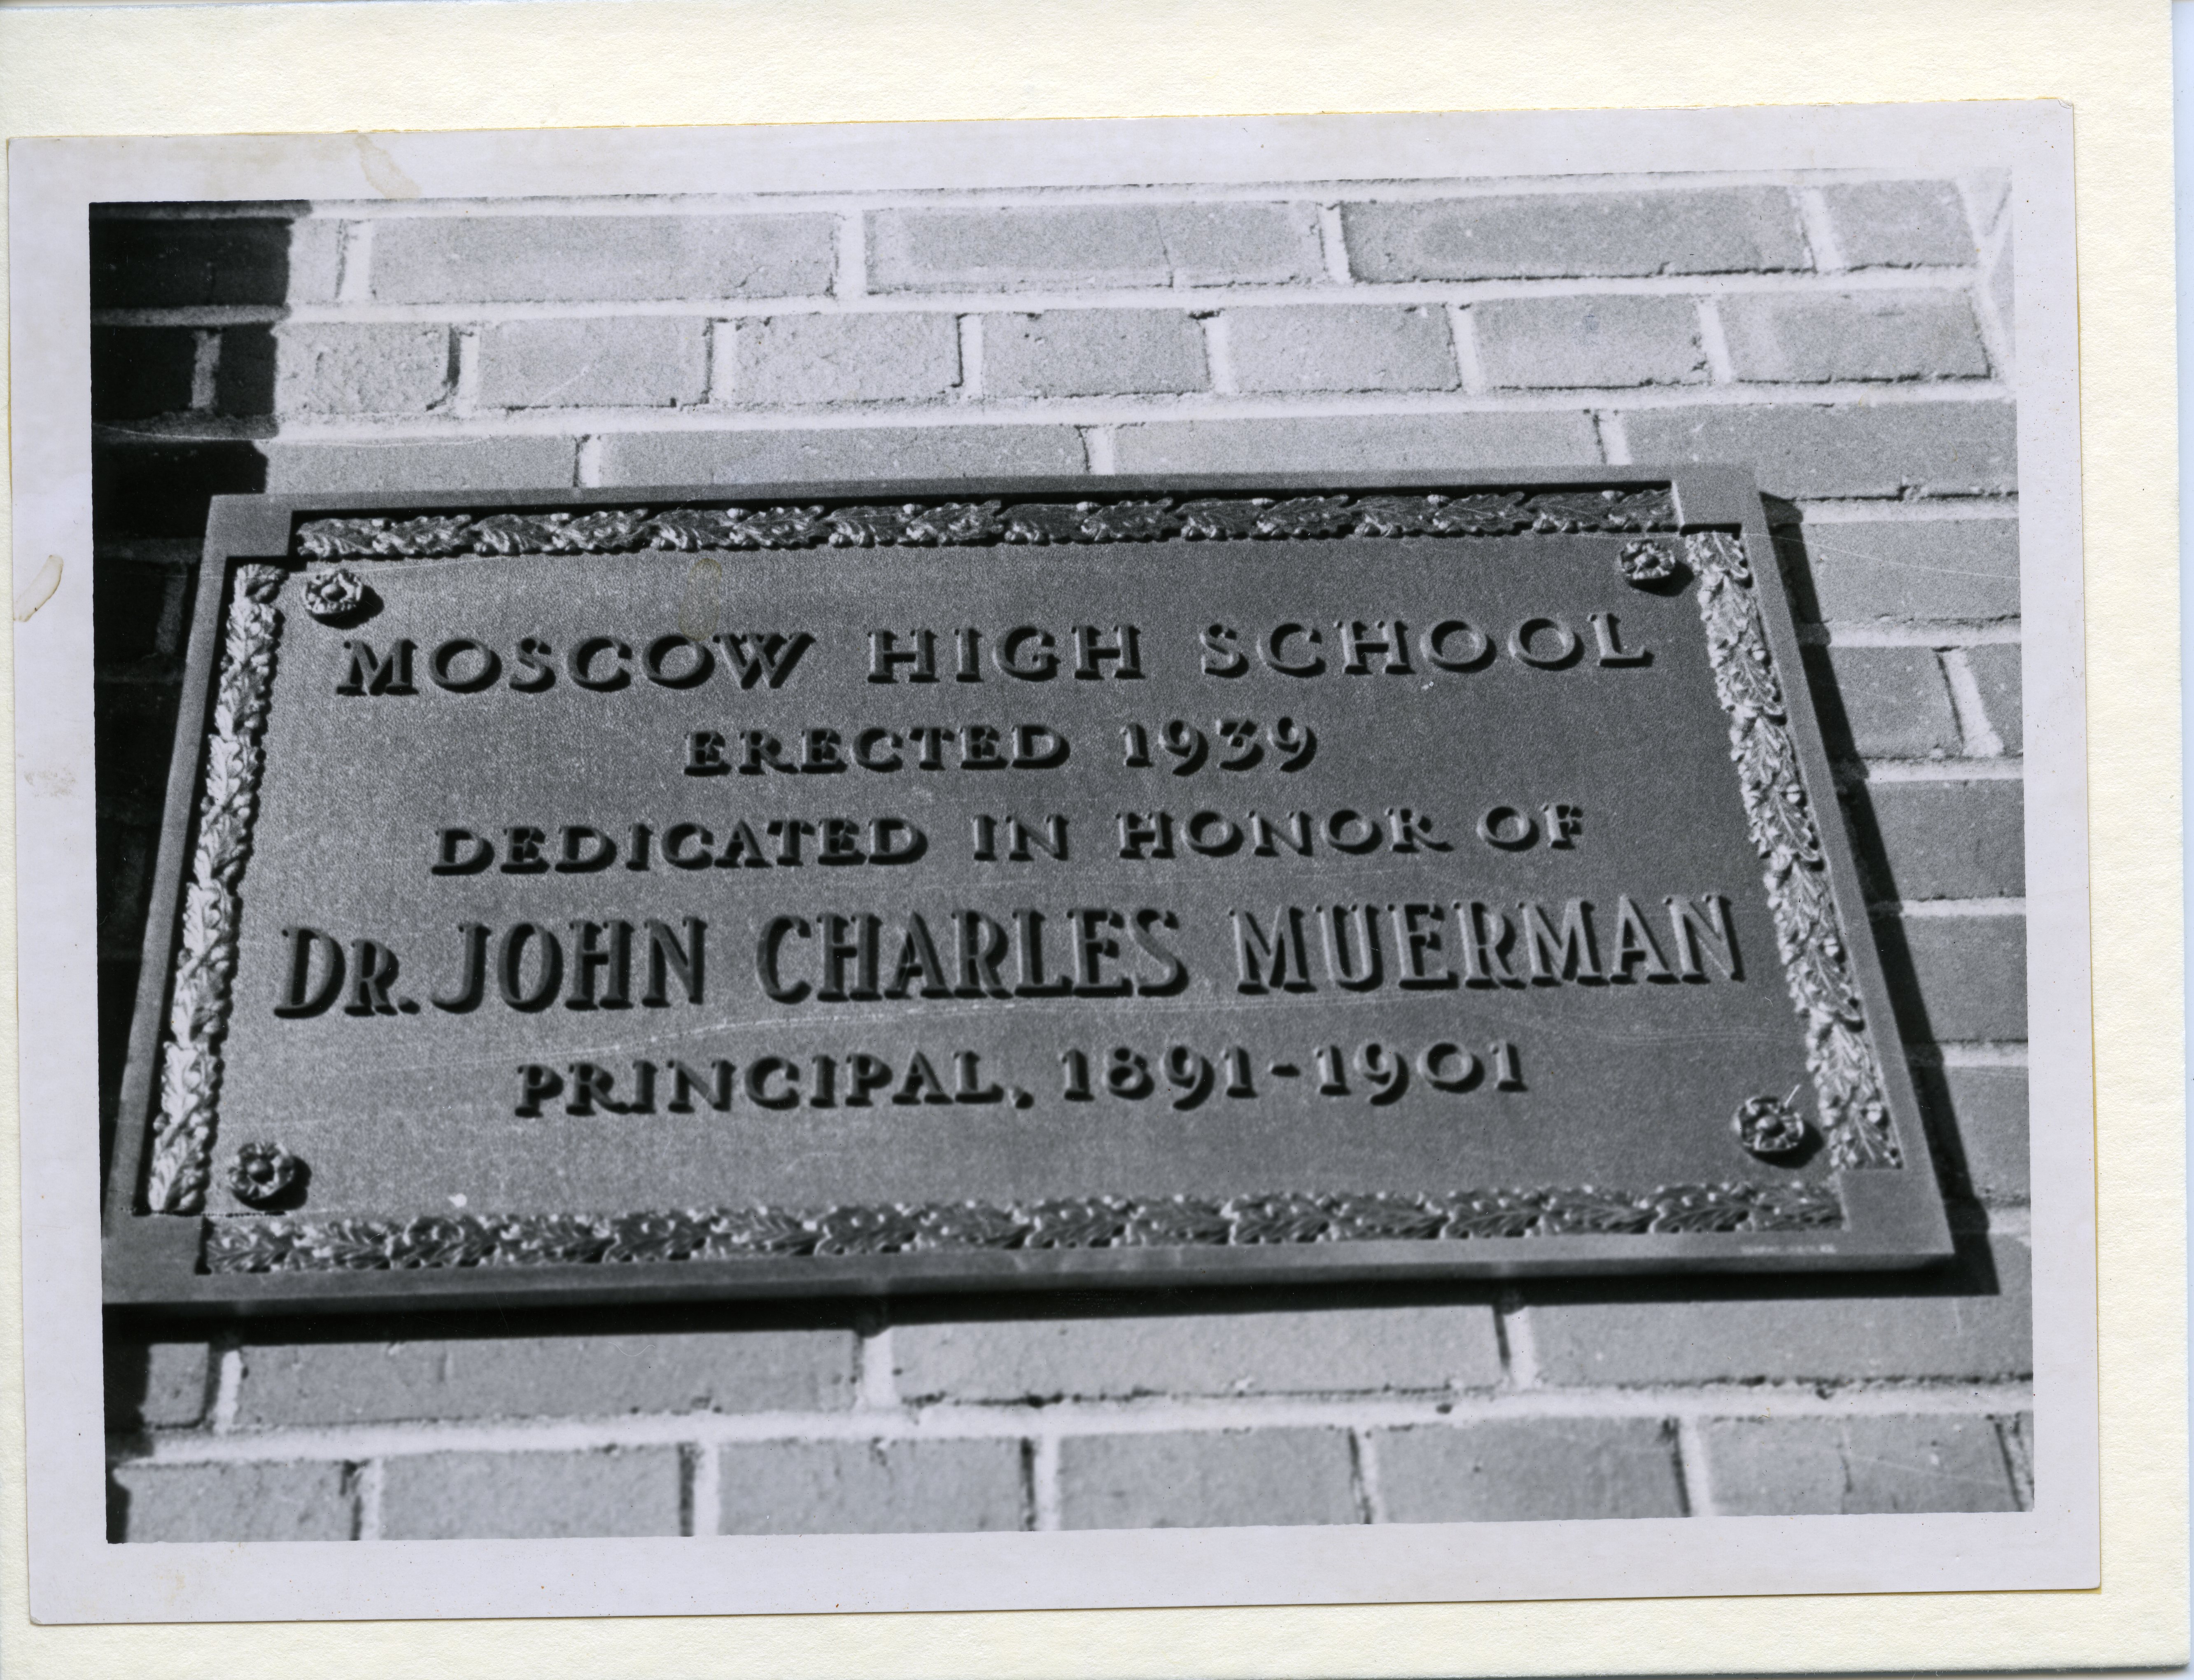 MOSCOW HIGH SCHOOL
ERECTED 1939
DEDICATED IN HONOR OF
DR. JOHN CHARLES MUERMAN
PRINCIPAL, 1891-1901